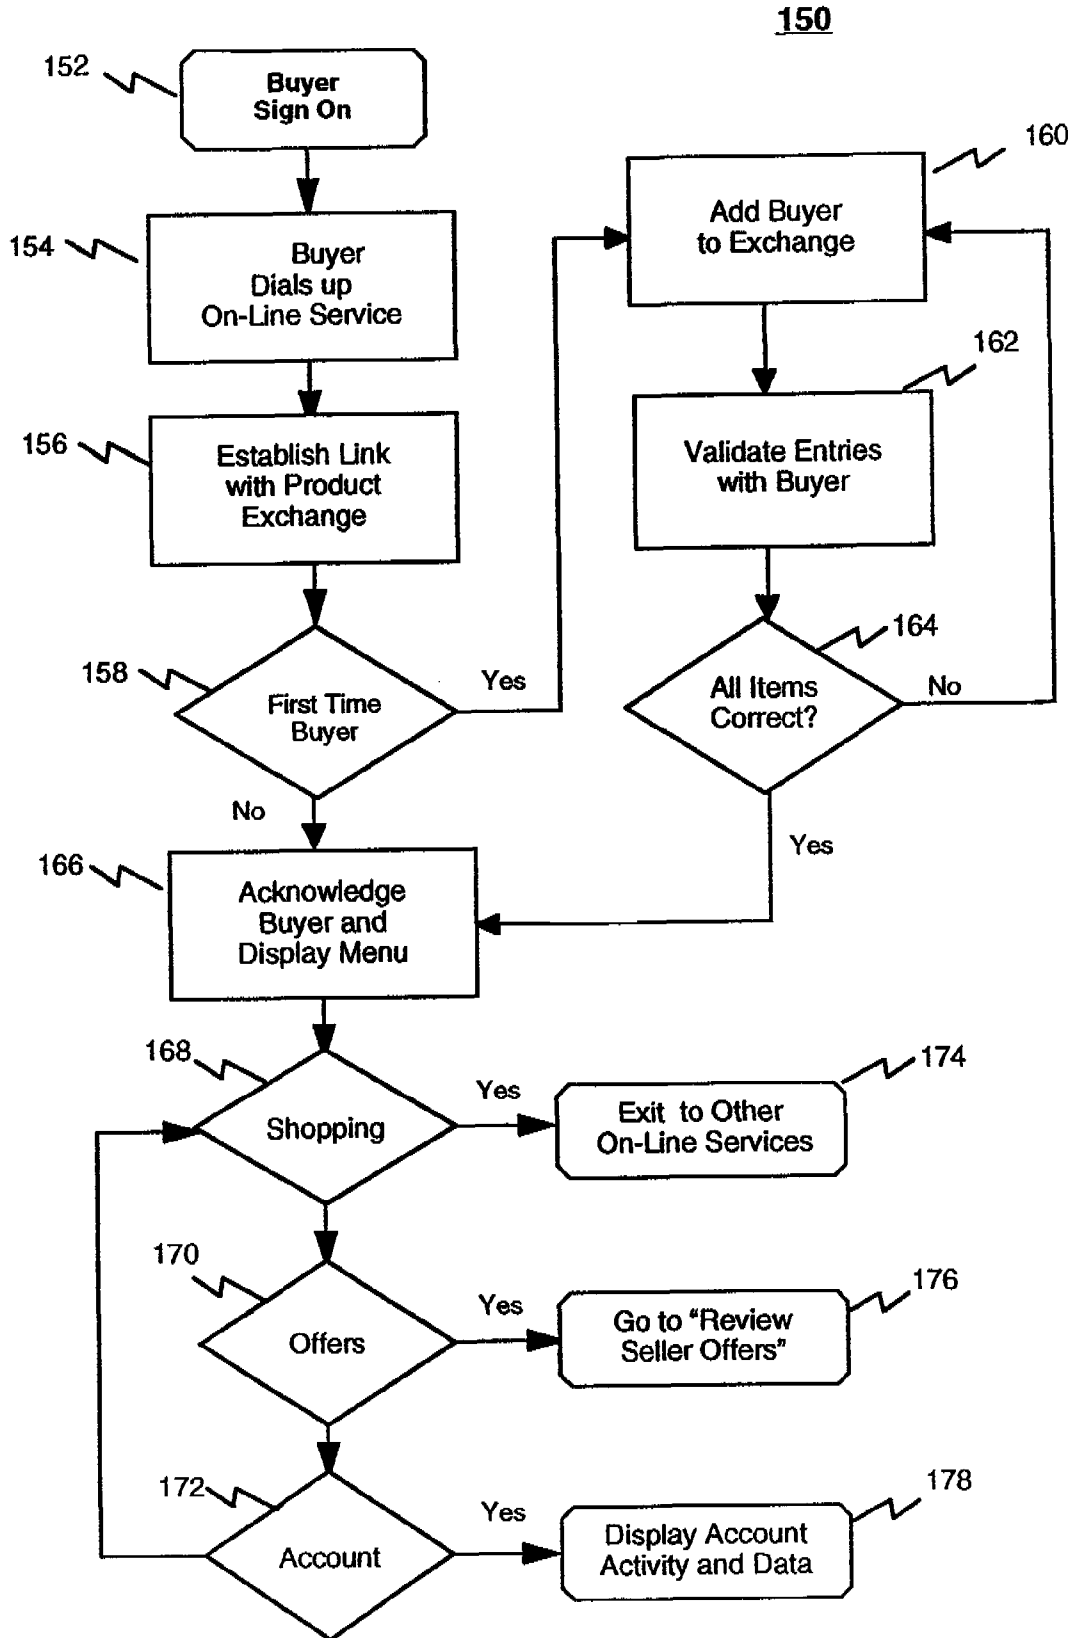 150
152
Buyer
Sign On
154
Buyer
Dials up
On-Line Service
156
Establish Link
with Product
Exchange
158
First Time
Buyer
Yes
No
160
Add Buyer
to Exchange
162
Validate Entries
with Buyer
164
All Items
Correct?
No
Yes
166
Acknowledge
Buyer and
Display Menu
168
Shopping
Yes
174
Exit to Other
On-Line Services
170
Offers
Yes
176
Go to “Review
Seller Offers”
172
Account
Yes
178
Display Account
Activity and Data